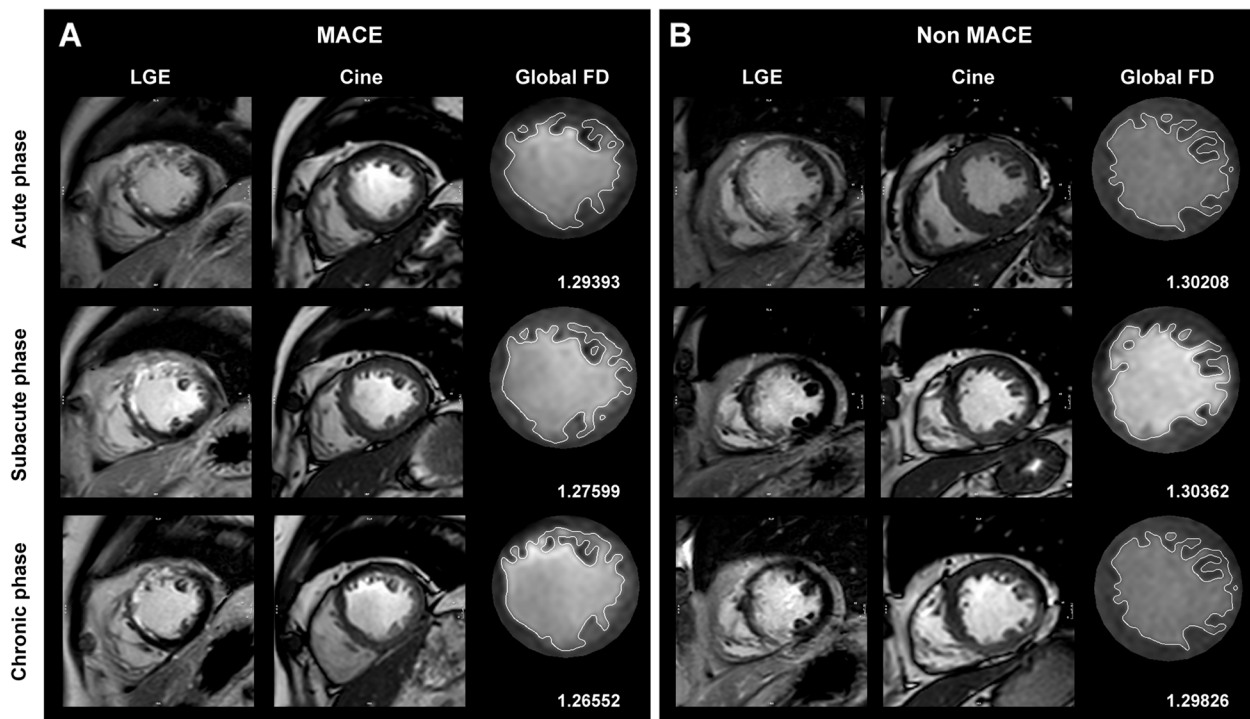 A MACE
LGE Cine Global FD
B Non MACE
LGE Cine Global FD
Acute phase
1.29393
1.30208
Subacute phase
1.27599
1.30362
Chronic phase
1.26552
1.29826